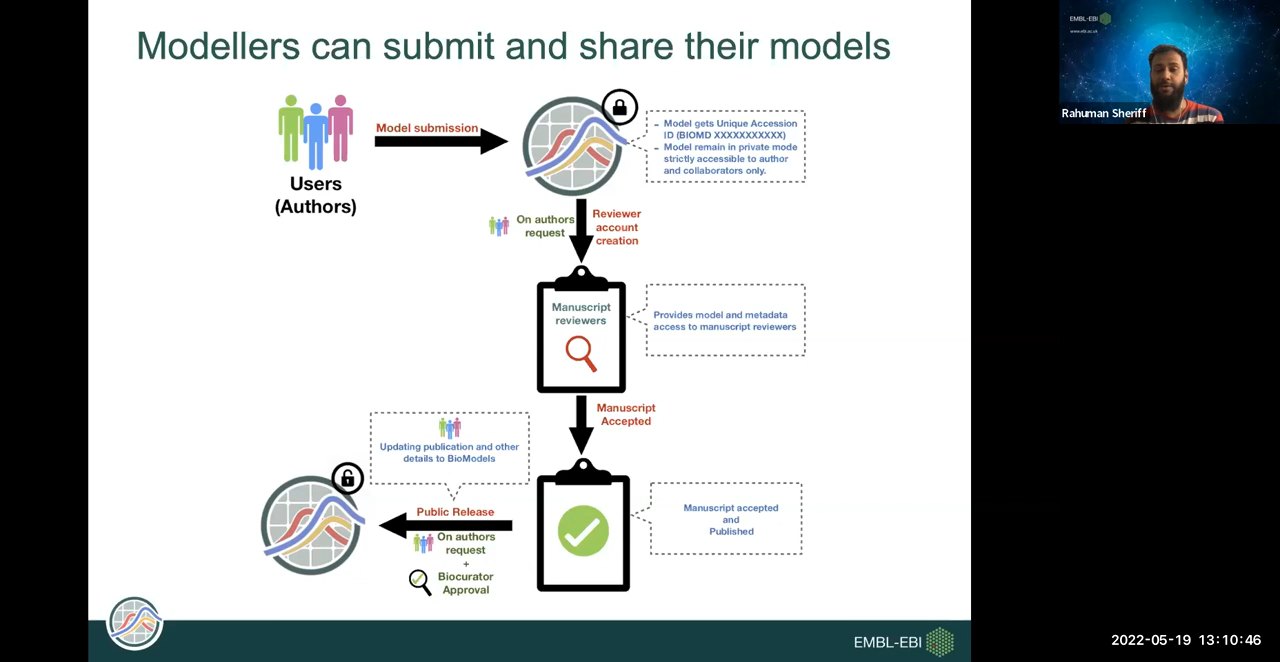 Modellers can submit and share their models
EMBL-EBI
www.ebi.ac.uk
Rahuman Sheriff
Users
(Authors)
Model submission
- Model gets Unique Accession
ID (BIOMD XXXXXXXXXXX)
- Model remain in private mode
strictly accessible to author
and collaborators only.
On authors
request
Reviewer
account
creation
Manuscript
reviewers
Provides model and metadata
access to manuscript reviewers
Manuscript
Accepted
Updating publication and other
details to BioModels
Public Release
On authors
request
+
Biocurator
Approval
Manuscript accepted
and
Published
EMBL-EBI
2022-05-19 13:10:46